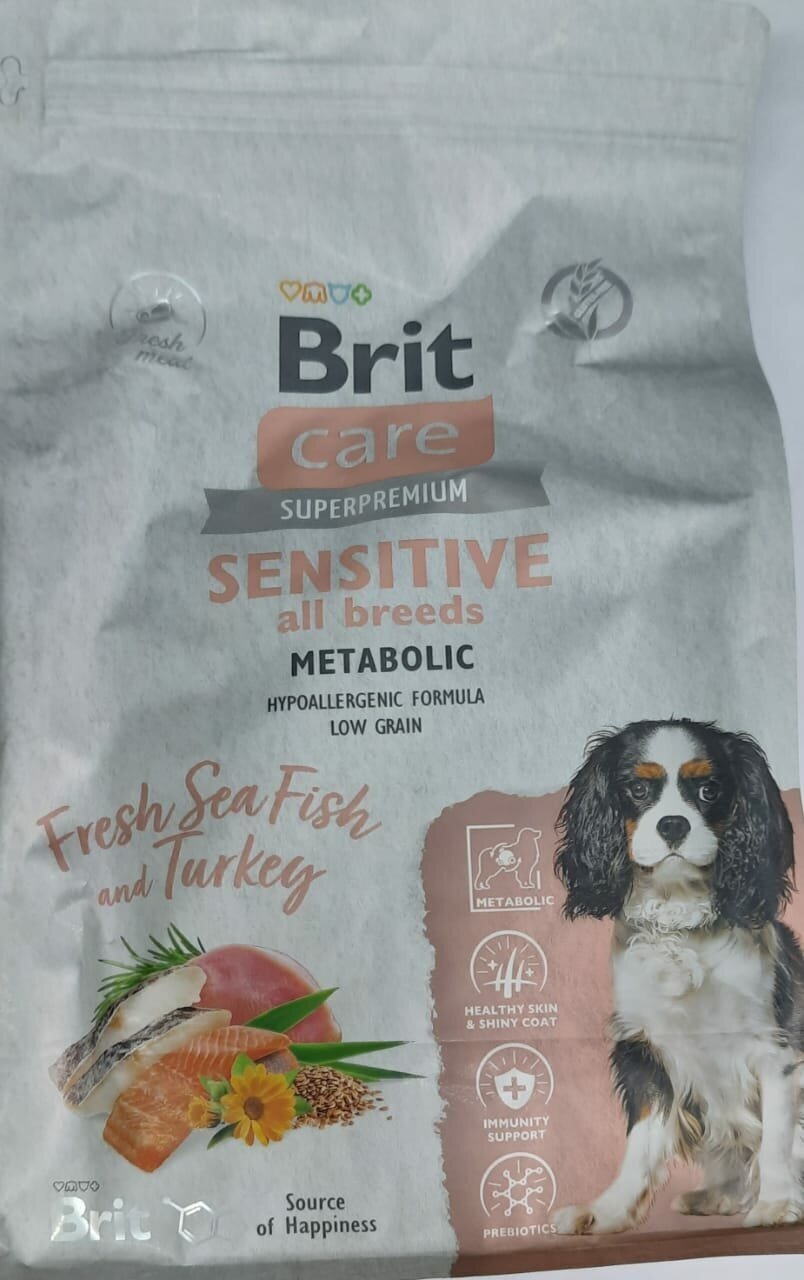 Fresh
meat
Brit
care
SUPERPREMIUM
SENSITIVE
all breeds
METABOLIC
HYPOALLERGENIC FORMULA
LOW GRAIN
Fresh Sea Fish
and Turkey
METABOLIC
HEALTHY SKIN
& SHINY COAT
IMMUNITY
SUPPORT
PREBIOTICS
Brit
Source
of Happiness